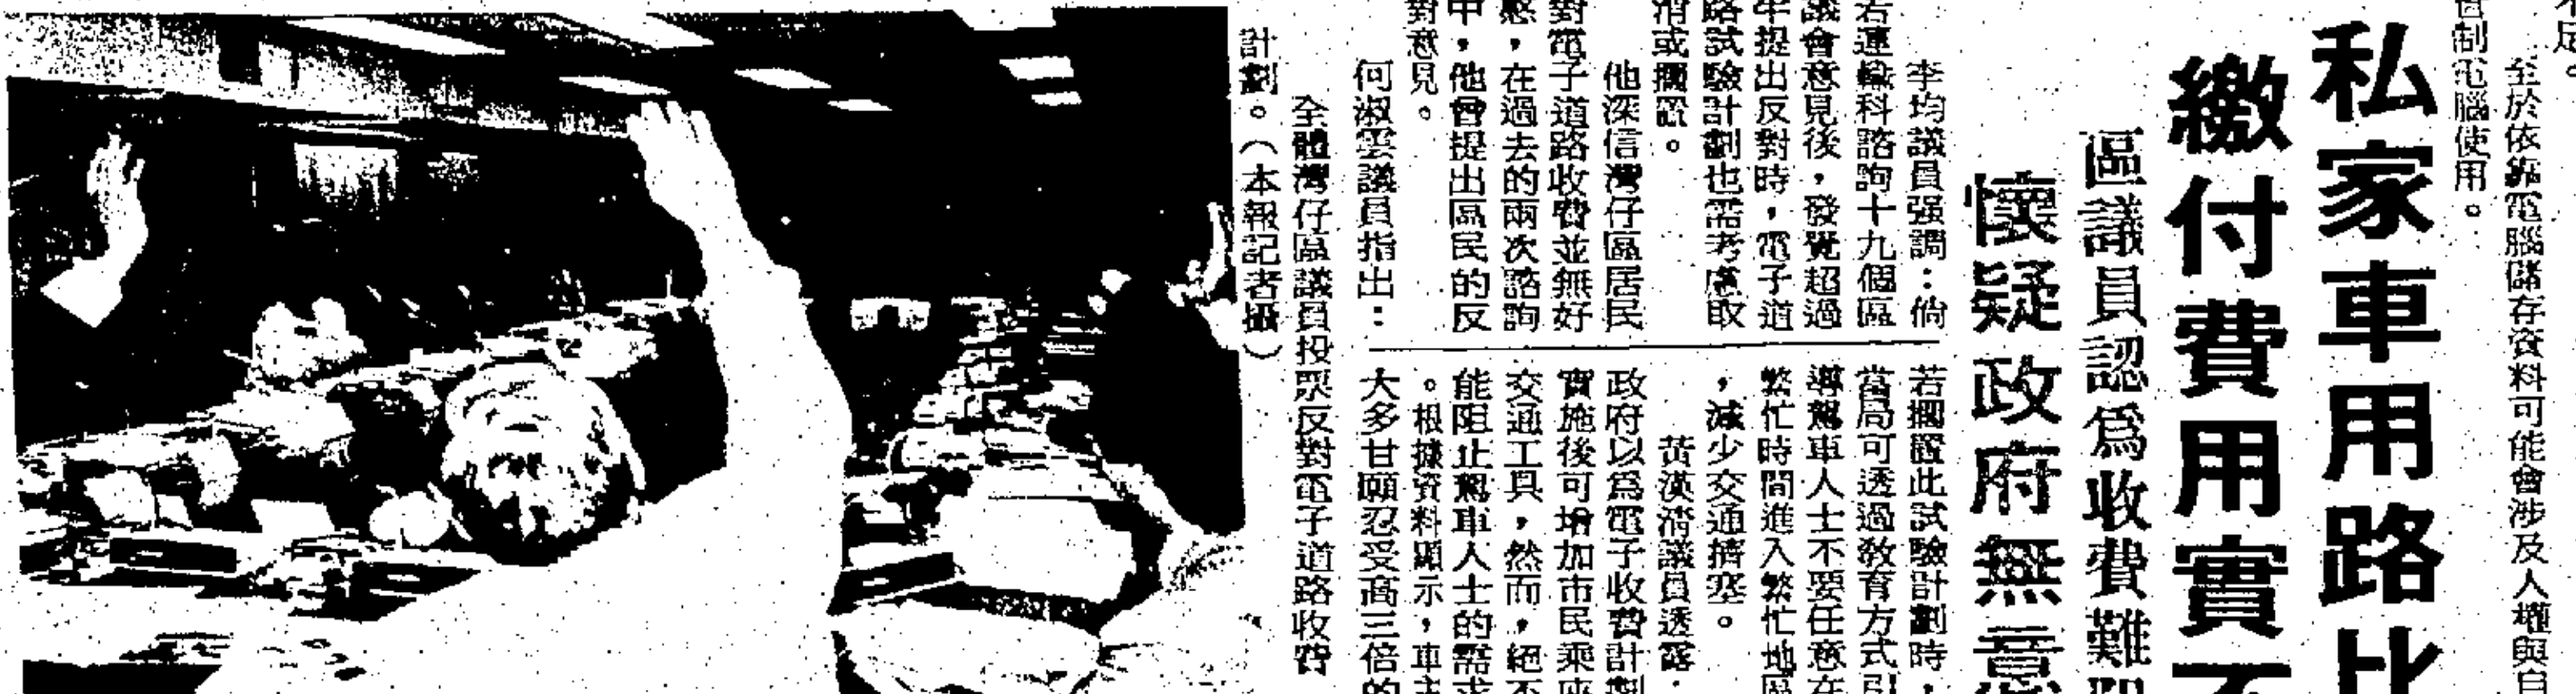 不足。
至於依靠電腦儲存資料可能會涉及人權與自
管制電腦使用。
私家車用路比
繳付費用實不
區議員認爲收費難
懷疑政府無意
李均議員强調：倘
若運輸科諮詢十九個區
議會意見後，發覺超過
半提出反對時，電子道
路試驗計劃也需考慮取
消或擱置。
他深信灣仔區居民
對電子道路收費並無好
感，在過去的兩次諮詢
中，他曾提出區民的反
對意見。
何淑雲議員指出：
若擱置此試驗計劃時，
當局可透過敎育方式引
導駕車人士不要任意在
繁忙時間進入繁忙地區
，減少交通擠塞。
黃漢淸議員透露：
政府以爲電子收費計劃
實施後可增加市民乘座
交通工具，然而，絕不
能阻止駕車人士的需求
。根據資料顯示，車主
大多甘願忍受高三倍的
全體灣仔區議員投票反對電子道路收費
計劃。（本報記者攝）